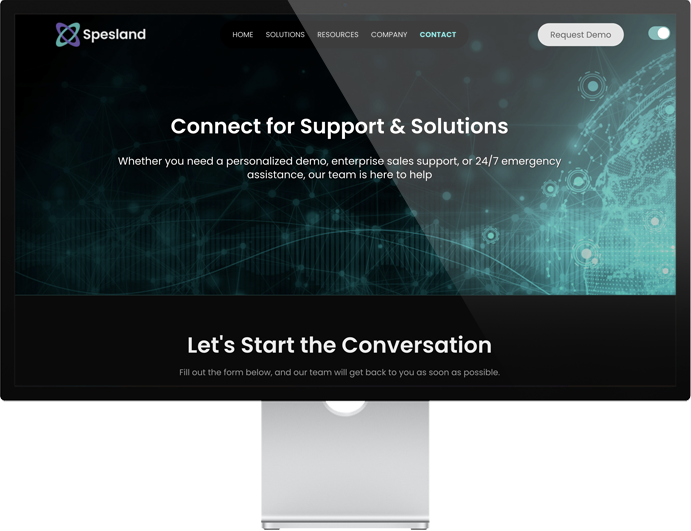 Spesland
HOME SOLUTIONS RESOURCES COMPANY CONTACT
Request Demo
Connect for Support & Solutions
Whether you need a personalized demo, enterprise sales support, or 24/7 emergency
assistance, our team is here to help
Let's Start the Conversation
Fill out the form below, and our team will get back to you as soon as possible.